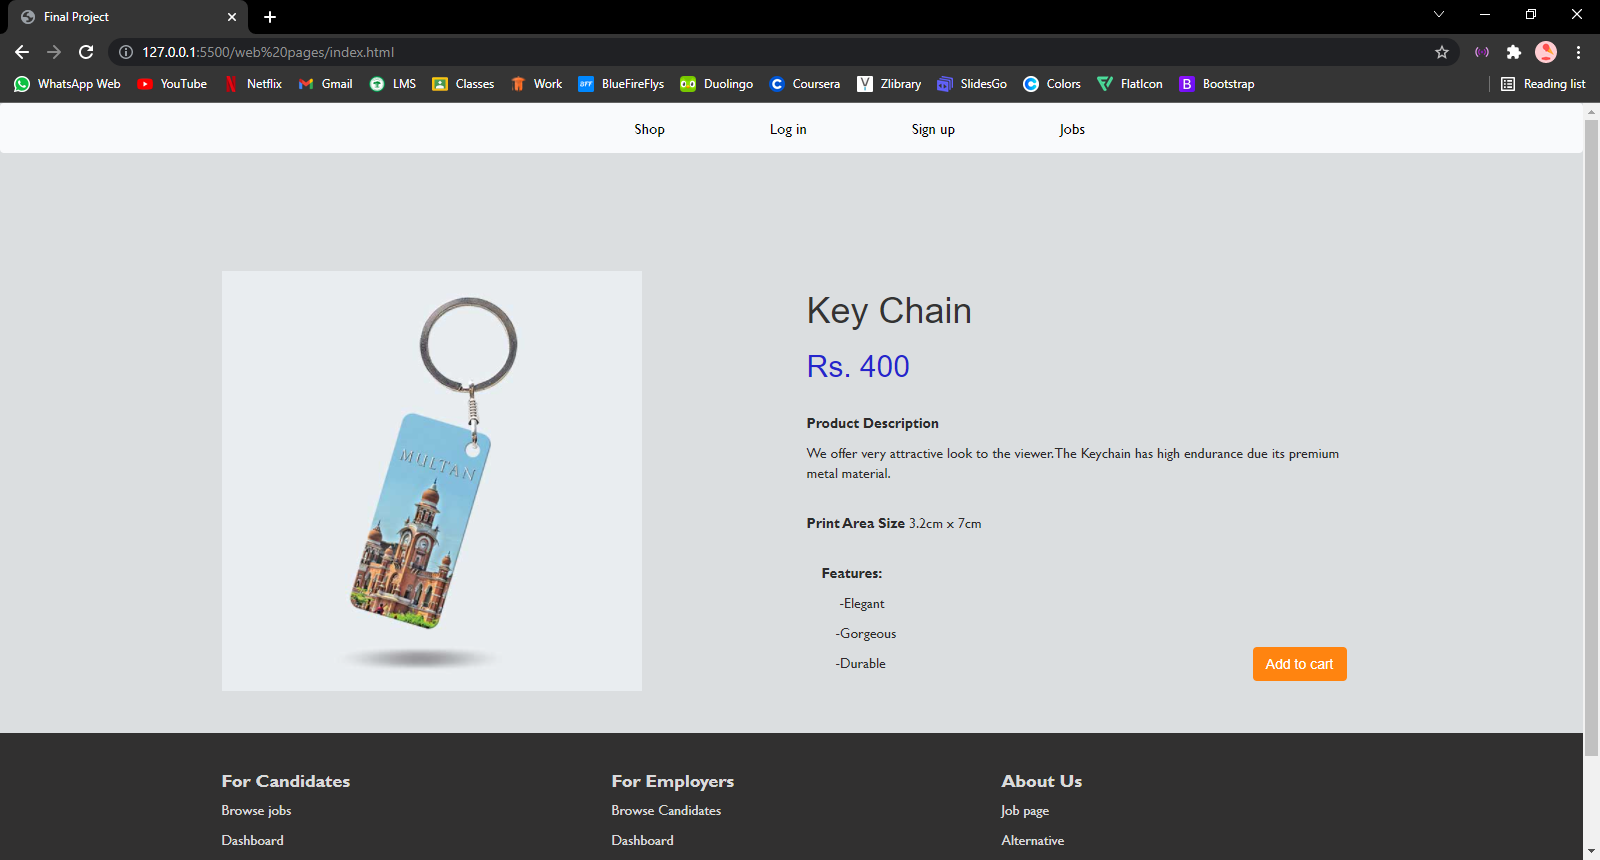 Final Project
127.0.0.1:5500/web%20pages/index.html
WhatsApp Web YouTube Netflix Gmail LMS Classes Work BFF BlueFireFlys Duolingo Coursera Zlibrary SlidesGo Colors FlatIcon Bootstrap Reading list
Shop Log in Sign up Jobs
MULTAN
Key Chain
Rs. 400
Product Description
We offer very attractive look to the viewer.The Keychain has high endurance due its premium
metal material.
Print Area Size 3.2cm x 7cm
Features:
-Elegant
-Gorgeous
-Durable
Add to cart
For Candidates For Employers About Us
Browse jobs Browse Candidates Job page
Dashboard Dashboard Alternative